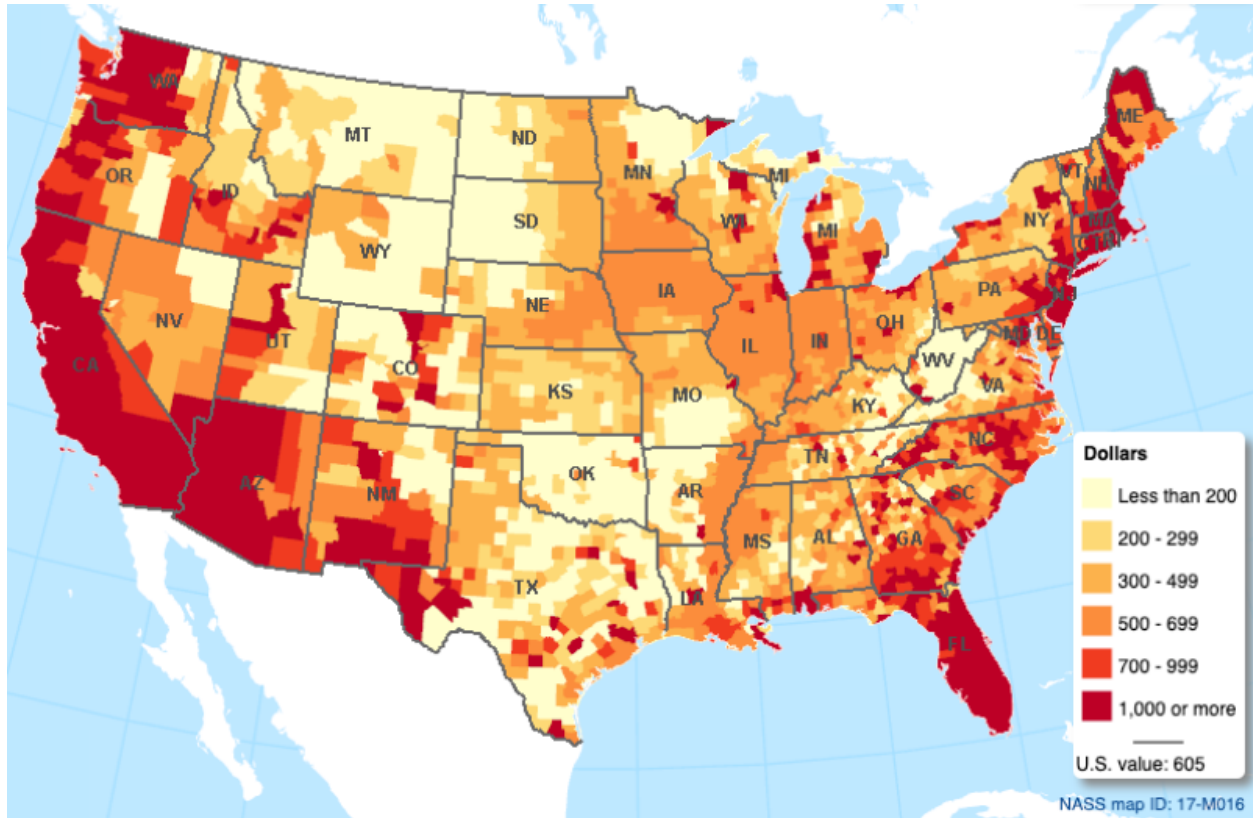 WA
MT
ND
MN
ME
OR
ID
SD
WI
MI
MI
VT
NH
NY
MA
CT
RI
WY
NE
IA
PA
NJ
NV
UT
CO
IL
IN
OH
MD
DE
WV
CA
KS
MO
KY
VA
AZ
NM
OK
AR
TN
NC
SC
TX
LA
MS
AL
GA
FL
Dollars
Less than 200
200 - 299
300 - 499
500 - 699
700 - 999
1,000 or more
U.S. value: 605
NASS map ID: 17-M016